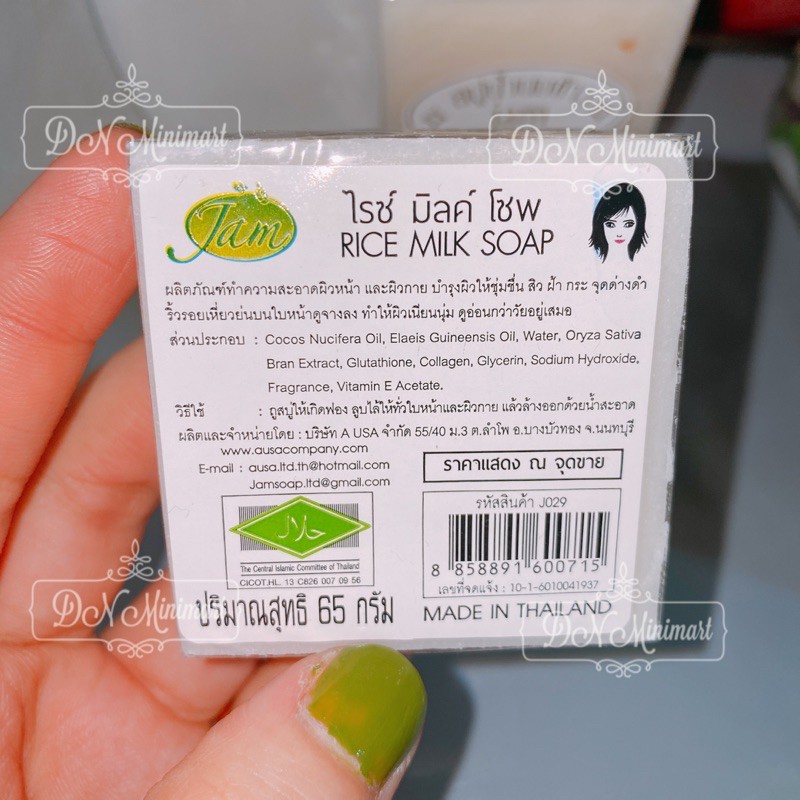 DN Minimart
DN Minimart
Jam
ไรซ์ มิลค์ โซพ
RICE MILK SOAP
ผลิตภัณฑ์ทำความสะอาดผิวหน้า และผิวกาย บำรุงผิวให้ชุ่มชื่น สิว ฝ้า กระ จุดด่างดำ
ริ้วรอยเหี่ยวย่นบนใบหน้าดูจางลง ทำให้ผิวเนียนนุ่ม ดูอ่อนกว่าวัยอยู่เสมอ
ส่วนประกอบ : Cocos Nucifera Oil, Elaeis Guineensis Oil, Water, Oryza Sativa
Bran Extract, Glutathione, Collagen, Glycerin, Sodium Hydroxide,
Fragrance, Vitamin E Acetate.
วิธีใช้ : ถูสบู่ให้เกิดฟอง ลูบไล้ให้ทั่วใบหน้าและผิวกาย แล้วล้างออกด้วยน้ำสะอาด
ผลิตและจำหน่ายโดย : บริษัท A USA จำกัด 55/40 ม.3 ต.ลำโพ อ.บางบัวทอง จ.นนทบุรี
www.ausacompany.com
E-mail : ausa.ltd.th@hotmail.com
Jamsoap.ltd@gmail.com
ราคาแสดง ณ จุดขาย
حلال
The Central Islamic Committee of Thailand
CICOT.HL. 13 C826 007 09 56
รหัสสินค้า J029
8 858891 600715
เลขที่จดแจ้ง : 10-1-6010041937
ปริมาณสุทธิ 65 กรัม
MADE IN THAILAND
DN Minimart
DN Minimart